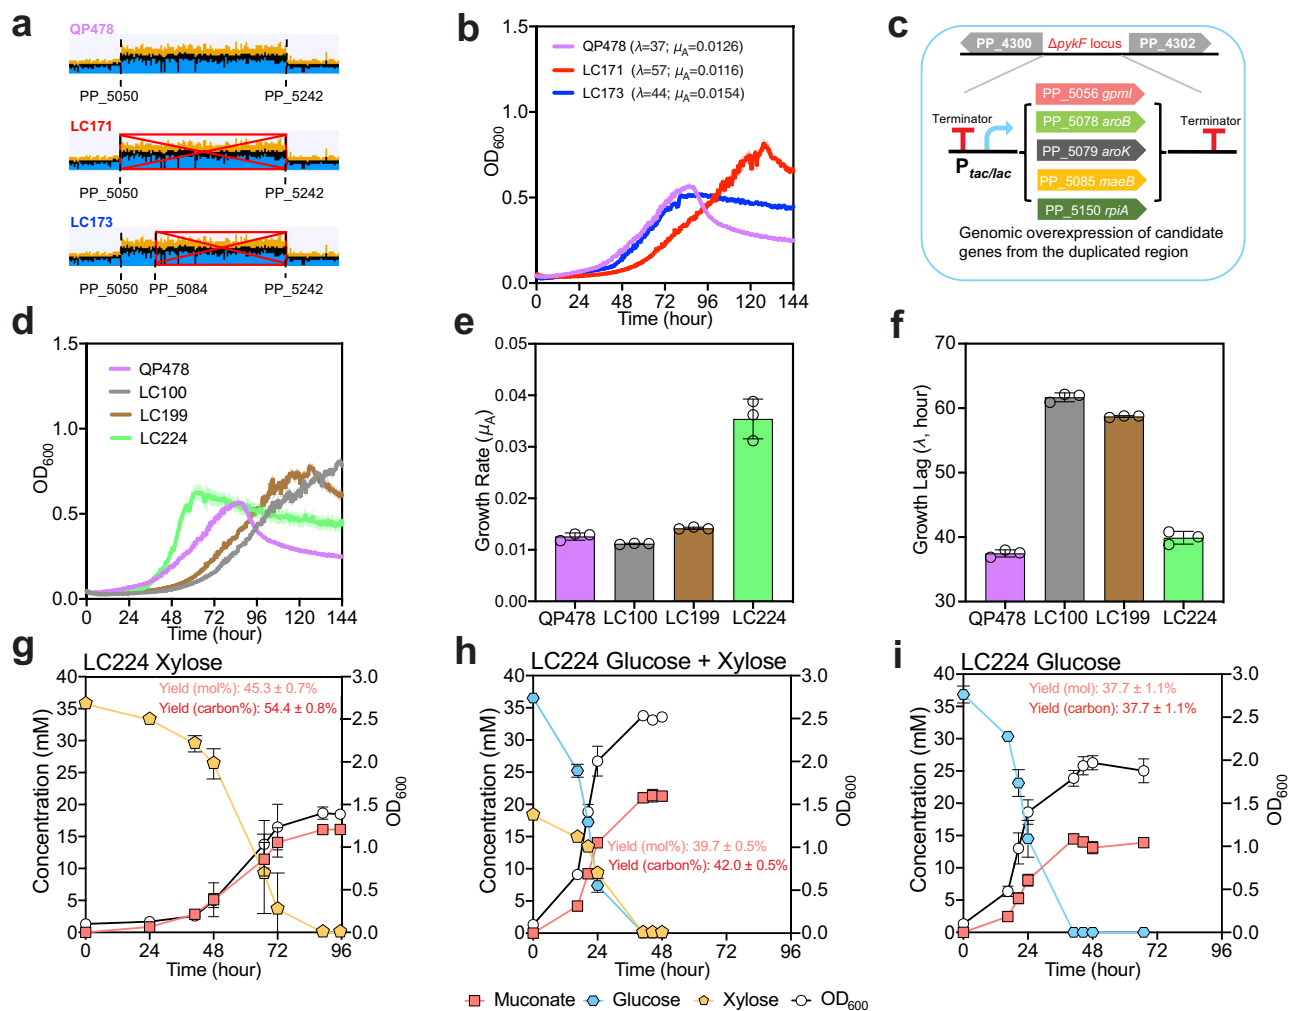 a
QP478
PP_5050 PP_5242
LC171
PP_5050 PP_5242
LC173
PP_5050 PP_5084 PP_5242
b
QP478 (λ=37; μA=0.0126)
LC171 (λ=57; μA=0.0116)
LC173 (λ=44; μA=0.0154)
OD600
1.5
1.0
0.5
0.0
0 24 48 72 96 120 144
Time (hour)
c
PP_4300 ΔpykF locus PP_4302
PP_5056 gpmI
PP_5078 aroB
PP_5079 aroK
PP_5085 maeB
PP_5150 rpiA
Terminator
Ptac/lac
Terminator
Genomic overexpression of candidate
genes from the duplicated region
d
QP478
LC100
LC199
LC224
OD600
1.5
1.0
0.5
0.0
0 24 48 72 96 120 144
Time (hour)
e
Growth Rate (μA)
0.05
0.04
0.03
0.02
0.01
0.00
QP478 LC100 LC199 LC224
f
Growth Lag (λ, hour)
70
60
50
40
30
QP478 LC100 LC199 LC224
g
LC224 Xylose
Yield (mol%): 45.3 ± 0.7%
Yield (carbon%): 54.4 ± 0.8%
Concentration (mM)
40
35
30
25
20
15
10
5
0
3.0
2.5
2.0
1.5
1.0
0.5
0.0
OD600
0 24 48 72 96
Time (hour)
h
LC224 Glucose + Xylose
Yield (mol%): 39.7 ± 0.5%
Yield (carbon%): 42.0 ± 0.5%
Concentration (mM)
40
35
30
25
20
15
10
5
0
3.0
2.5
2.0
1.5
1.0
0.5
0.0
OD600
0 24 48 72 96
Time (hour)
i
LC224 Glucose
Yield (mol): 37.7 ± 1.1%
Yield (carbon): 37.7 ± 1.1%
Concentration (mM)
40
35
30
25
20
15
10
5
0
3.0
2.5
2.0
1.5
1.0
0.5
0.0
OD600
0 24 48 72 96
Time (hour)
Muconate Glucose Xylose OD600